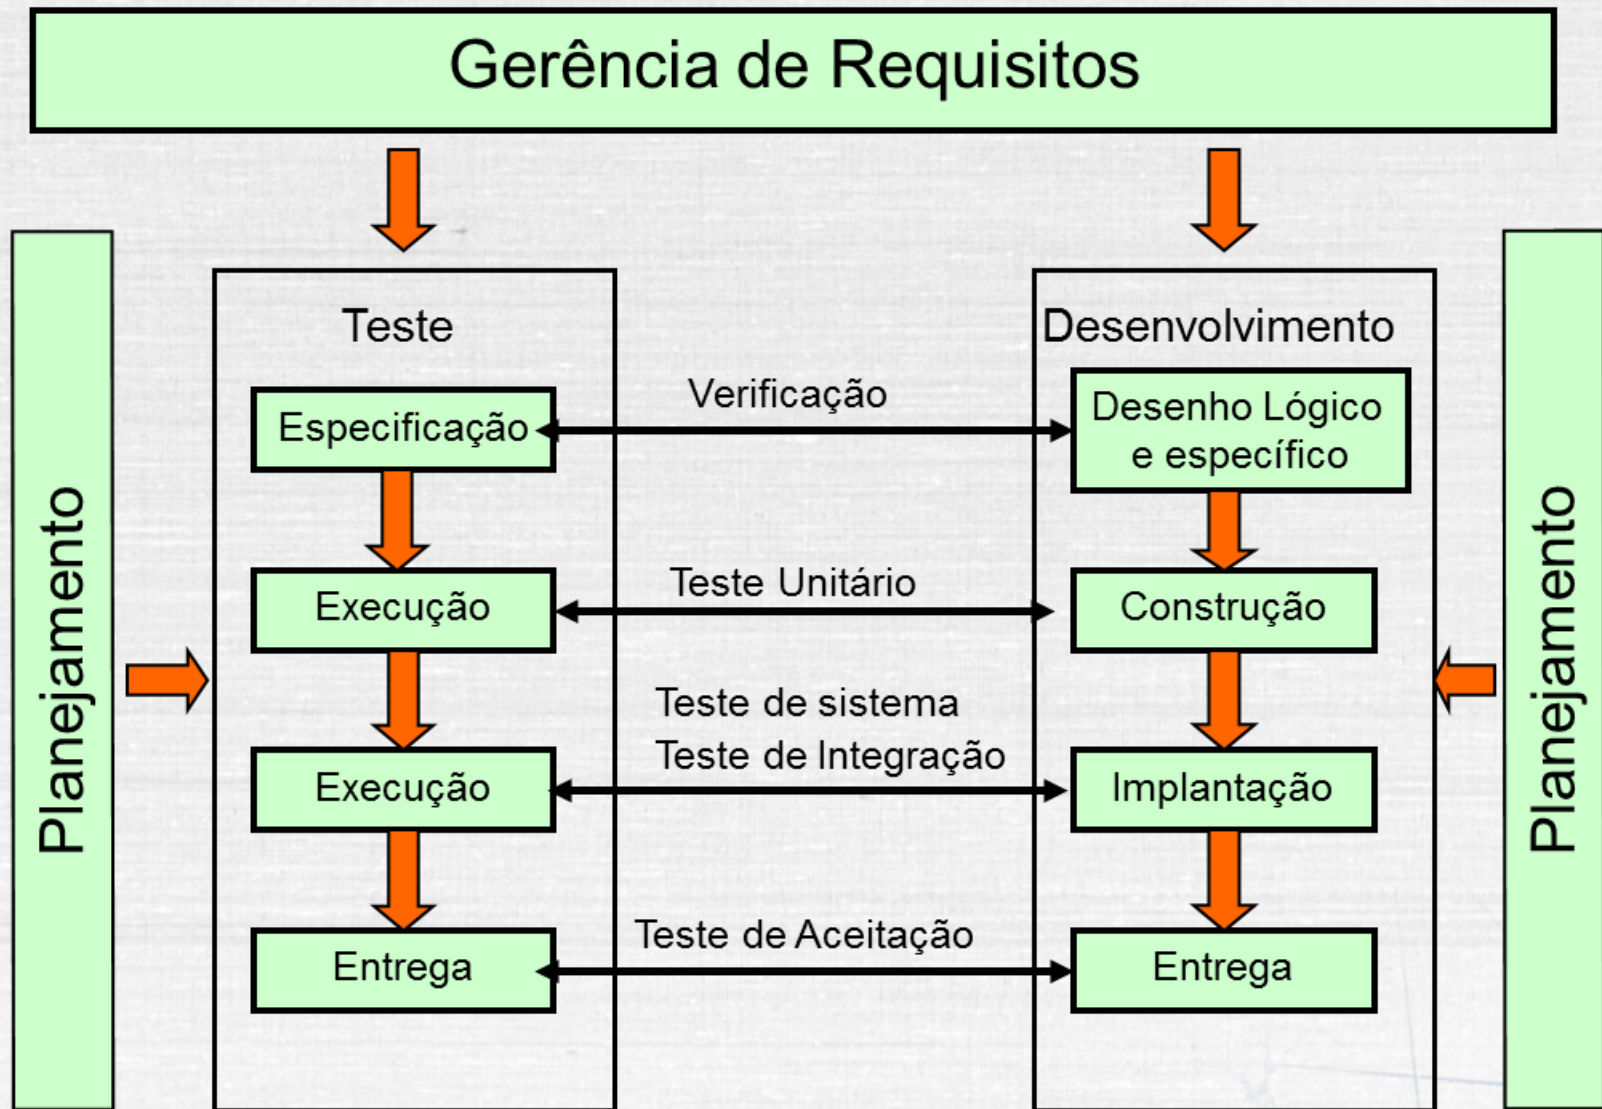 Gerência de Requisitos
Planejamento
Teste
Desenvolvimento
Especificação
Verificação
Desenho Lógico
e específico
Execução
Teste Unitário
Construção
Teste de sistema
Teste de Integração
Execução
Implantação
Teste de Aceitação
Entrega
Entrega
Planejamento